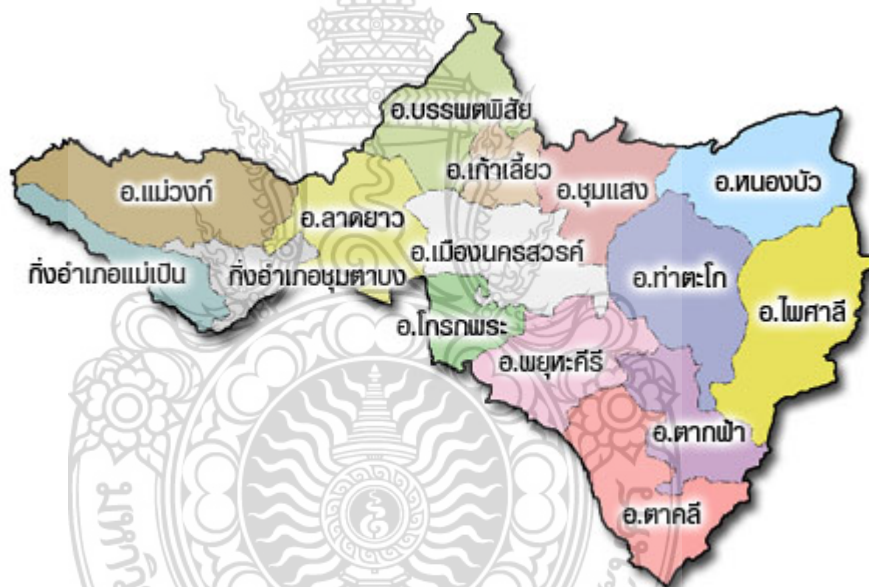 อ.บรรพตพิสัย
อ.เก้าเลี้ยว
อ.ชุมแสง
อ.หนองบัว
อ.แม่วงก์
อ.ลาดยาว
อ.เมืองนครสวรรค์
กิ่งอำเภอแม่เปิน
กิ่งอำเภอชุมตาบง
อ.ท่าตะโก
อ.ไพศาลี
อ.โกรกพระ
อ.พยุหะคีรี
อ.ตากฟ้า
อ.ตาคลี